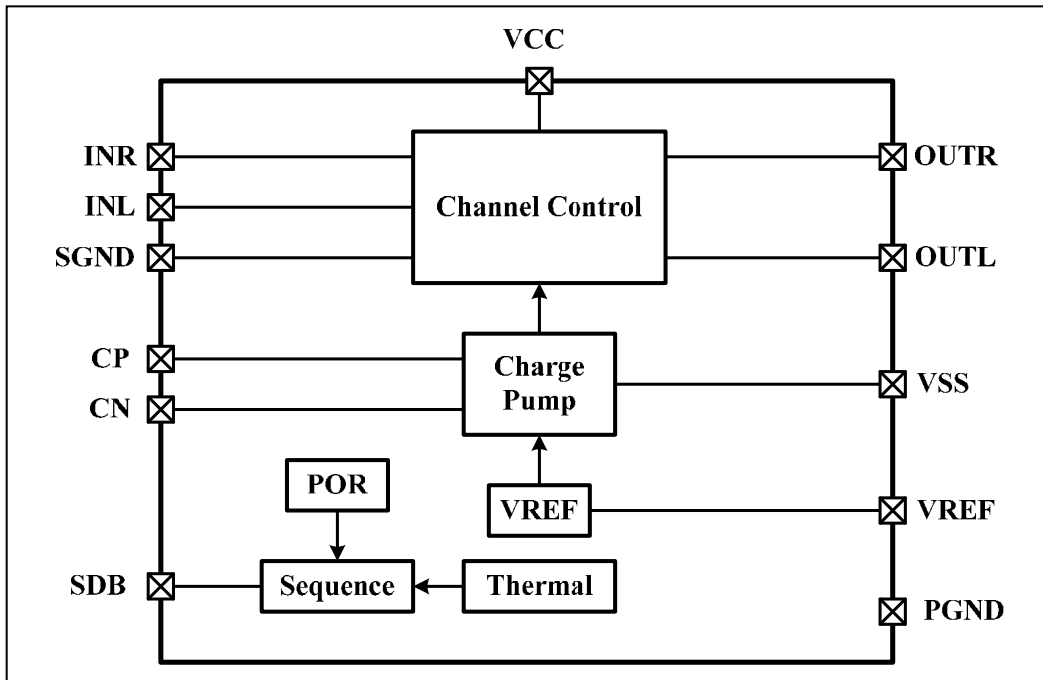 VCC
INR
OUTR
INL
Channel Control
SGND
OUTL
CP
Charge
Pump
VSS
CN
POR
VREF
VREF
SDB
Sequence
Thermal
PGND